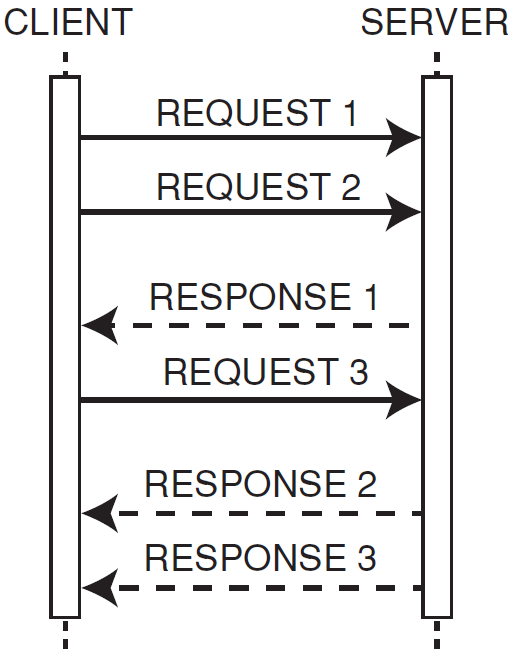 CLIENT SERVER
REQUEST 1
REQUEST 2
RESPONSE 1
REQUEST 3
RESPONSE 2
RESPONSE 3